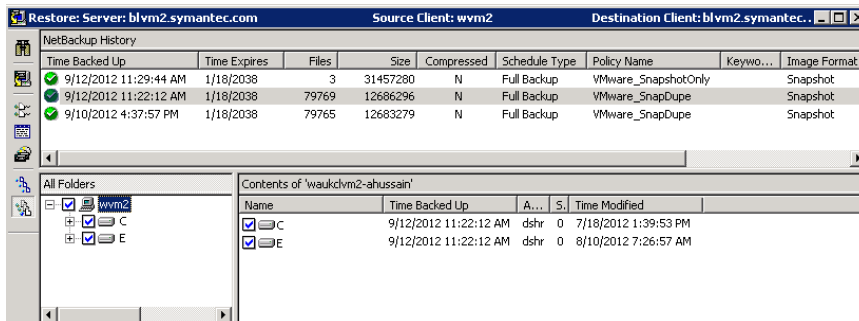 Restore: Server: blvm2.symantec.com Source Client: wvm2 Destination Client: blvm2.symantec..
NetBackup History
Time Backed Up Time Expires Files Size Compressed Schedule Type Policy Name Keywo... Image Format
9/12/2012 11:29:44 AM 1/18/2038 3 31457280 N Full Backup VMware_SnapshotOnly Snapshot
9/12/2012 11:22:12 AM 1/18/2038 79769 12686296 N Full Backup VMware_SnapDupe Snapshot
9/10/2012 4:37:57 PM 1/18/2038 79765 12683279 N Full Backup VMware_SnapDupe Snapshot
All Folders
wvm2
C
E
Contents of 'waukclvm2-ahussain'
Name Time Backed Up A... S. Time Modified
C 9/12/2012 11:22:12 AM dshr 0 7/18/2012 1:39:53 PM
E 9/12/2012 11:22:12 AM dshr 0 8/10/2012 7:26:57 AM